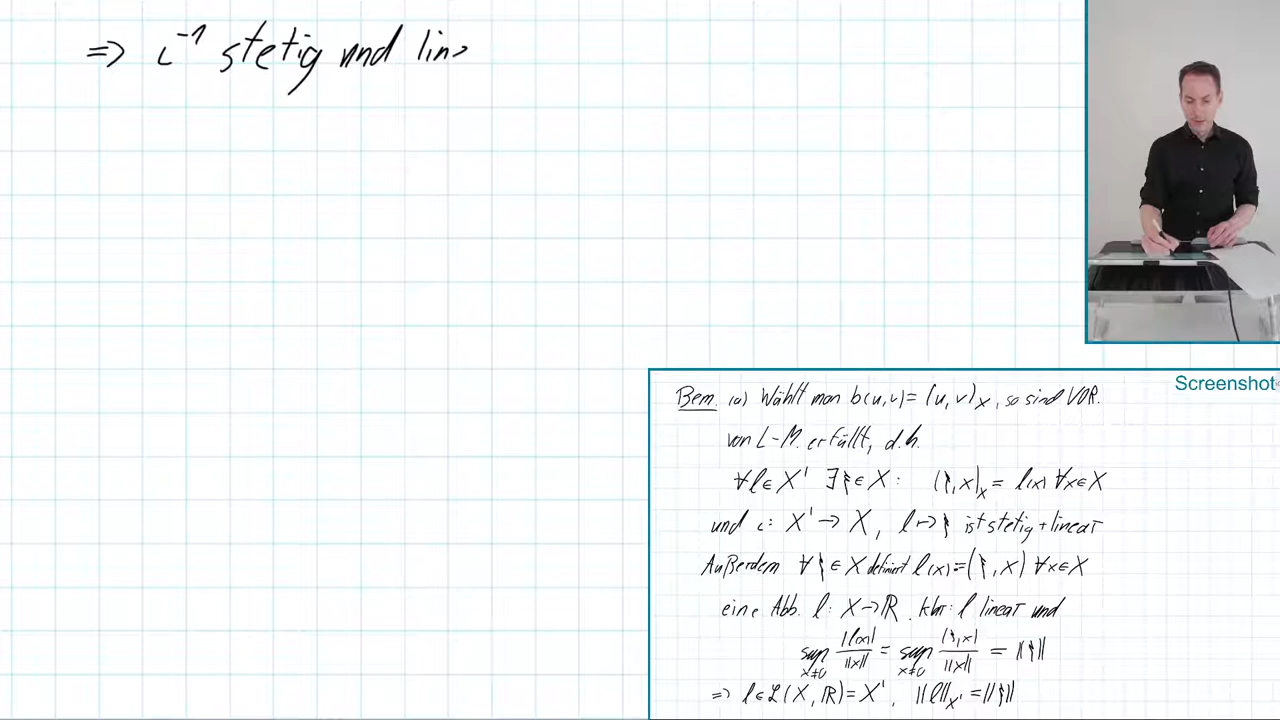 => ι⁻¹ stetig und lin
Screenshot
Bem. (a) Wählt man b(u,v) = (u,v)_X, so sind VOR.
von L-M. erfüllt, d.h.
∀ l ∈ X' ∃ ξ ∈ X : (ξ,x)_X = l(x) ∀x∈X
und ι: X' → X, l ↦ ξ ist stetig + linear
Außerdem ∀ ξ ∈ X definiert l(x) := (ξ, x) ∀x∈X
eine Abb. l: X→ℝ. klar: l linear und
sup_{x≠0} |l(x)|/||x|| = sup_{x≠0} (ξ,x)/||x|| = ||ξ||
=> l ∈ L(X, ℝ) = X', ||l||_{X'} = ||ξ||